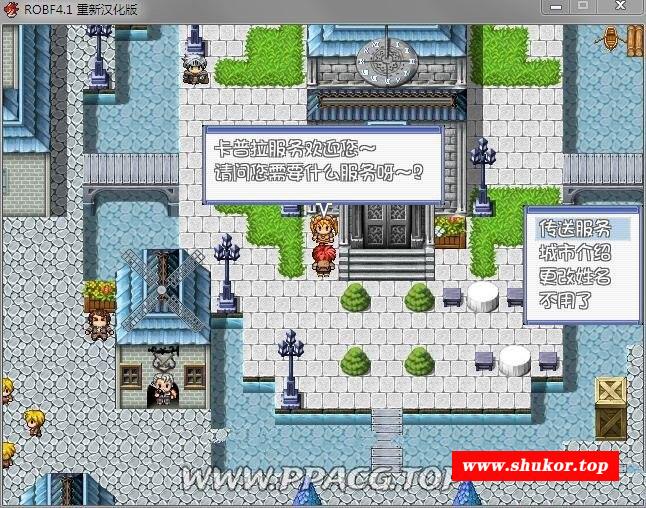 ROBF4.1 重新汉化版
卡普拉服务欢迎您~
请问您需要什么服务呀~?
传送服务
城市介绍
更改姓名
不用了
WWW.PPACG.TOP
www.shukor.top